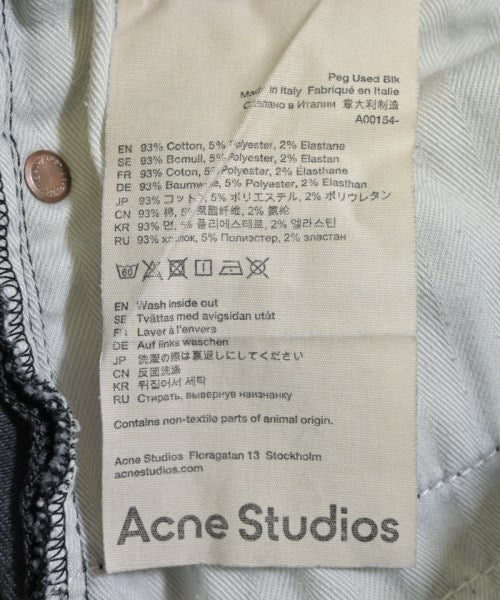 Peg Used Blk
Made in Italy Fabriqué en Italie
Сделано в Италии 意大利制造
A00154-
EN 93% Cotton, 5% Polyester, 2% Elastane
SE 93% Bomull, 5% Polyester, 2% Elastan
FR 93% Coton, 5% Polyester, 2% Elasthane
DE 93% Baumwolle, 5% Polyester, 2% Elasthan
JP 93% コットン, 5% ポリエステル, 2% ポリウレタン
CN 93% 棉, 5% 聚酯纤维, 2% 氨纶
KR 93% 면, 5% 폴리에스테르, 2% 엘라스틴
RU 93% хлопок, 5% Полиэстер, 2% эластан
60
EN Wash inside out
SE Tvättas med avigsidan utåt
FR Laver à l'envers
DE Auf links waschen
JP 洗濯の際は裏返しにしてください
CN 反面洗涤
KR 뒤집어서 세탁
RU Стирать, вывернув наизнанку
Contains non-textile parts of animal origin.
Acne Studios Floragatan 13 Stockholm
acnestudios.com
Acne Studios